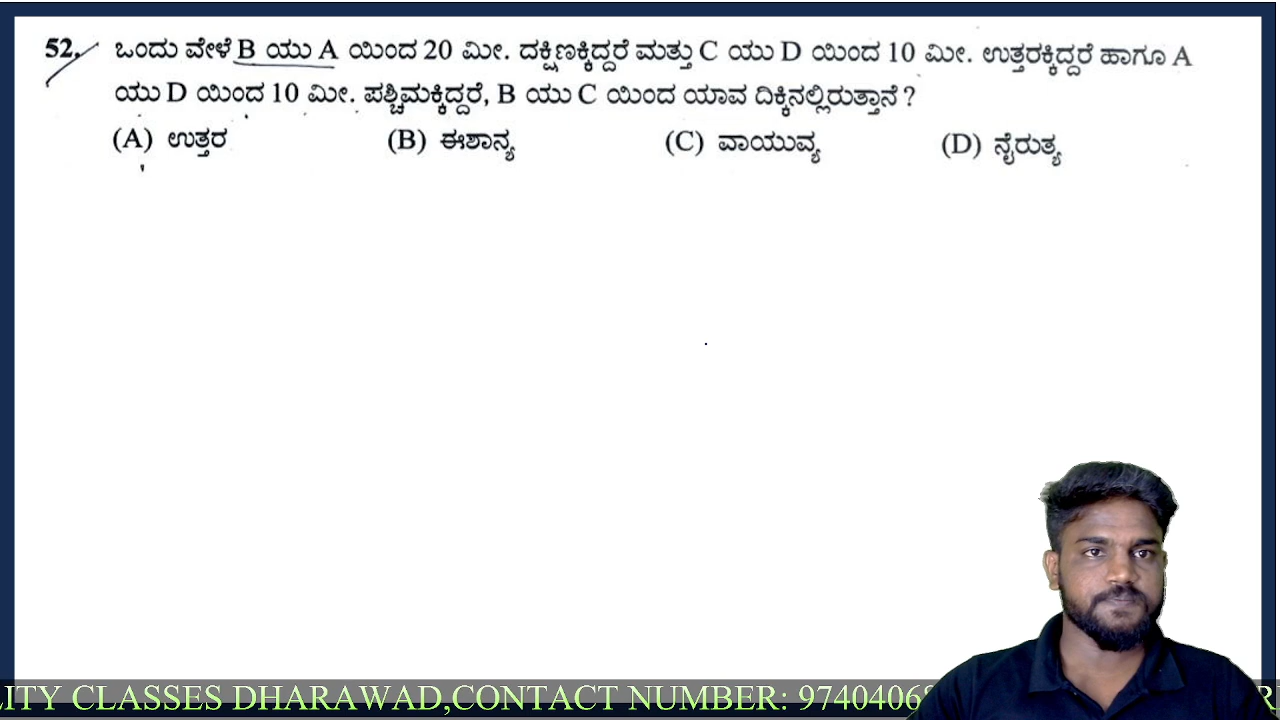 52. ಒಂದು ವೇಳೆ B ಯು A ಯಿಂದ 20 ಮೀ. ದಕ್ಷಿಣಕ್ಕಿದ್ದರೆ ಮತ್ತು C ಯು D ಯಿಂದ 10 ಮೀ. ಉತ್ತರಕ್ಕಿದ್ದರೆ ಹಾಗೂ A
ಯು D ಯಿಂದ 10 ಮೀ. ಪಶ್ಚಿಮಕ್ಕಿದ್ದರೆ, B ಯು C ಯಿಂದ ಯಾವ ದಿಕ್ಕಿನಲ್ಲಿರುತ್ತಾನೆ ?
(A) ಉತ್ತರ (B) ಈಶಾನ್ಯ (C) ವಾಯುವ್ಯ (D) ನೈರುತ್ಯ
LITY CLASSES DHARAWAD,CONTACT NUMBER: 9740406